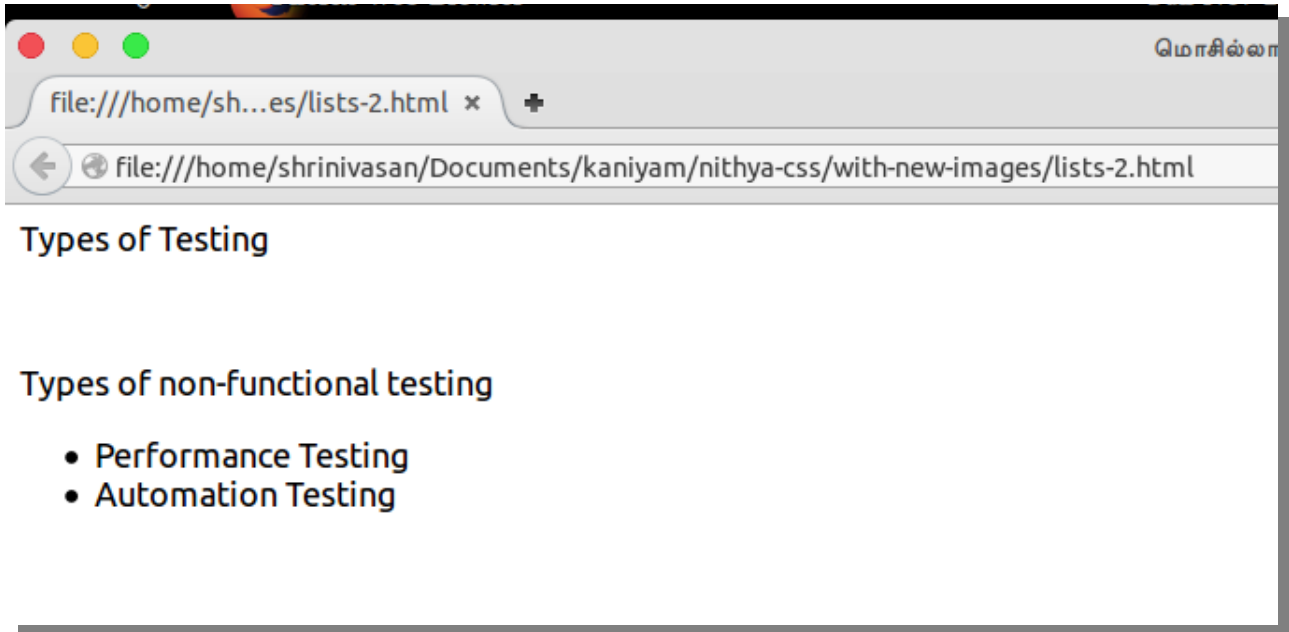 மொசில்லா
file:///home/sh...es/lists-2.html
file:///home/shrinivasan/Documents/kaniyam/nithya-css/with-new-images/lists-2.html
Types of Testing
Types of non-functional testing
• Performance Testing
• Automation Testing